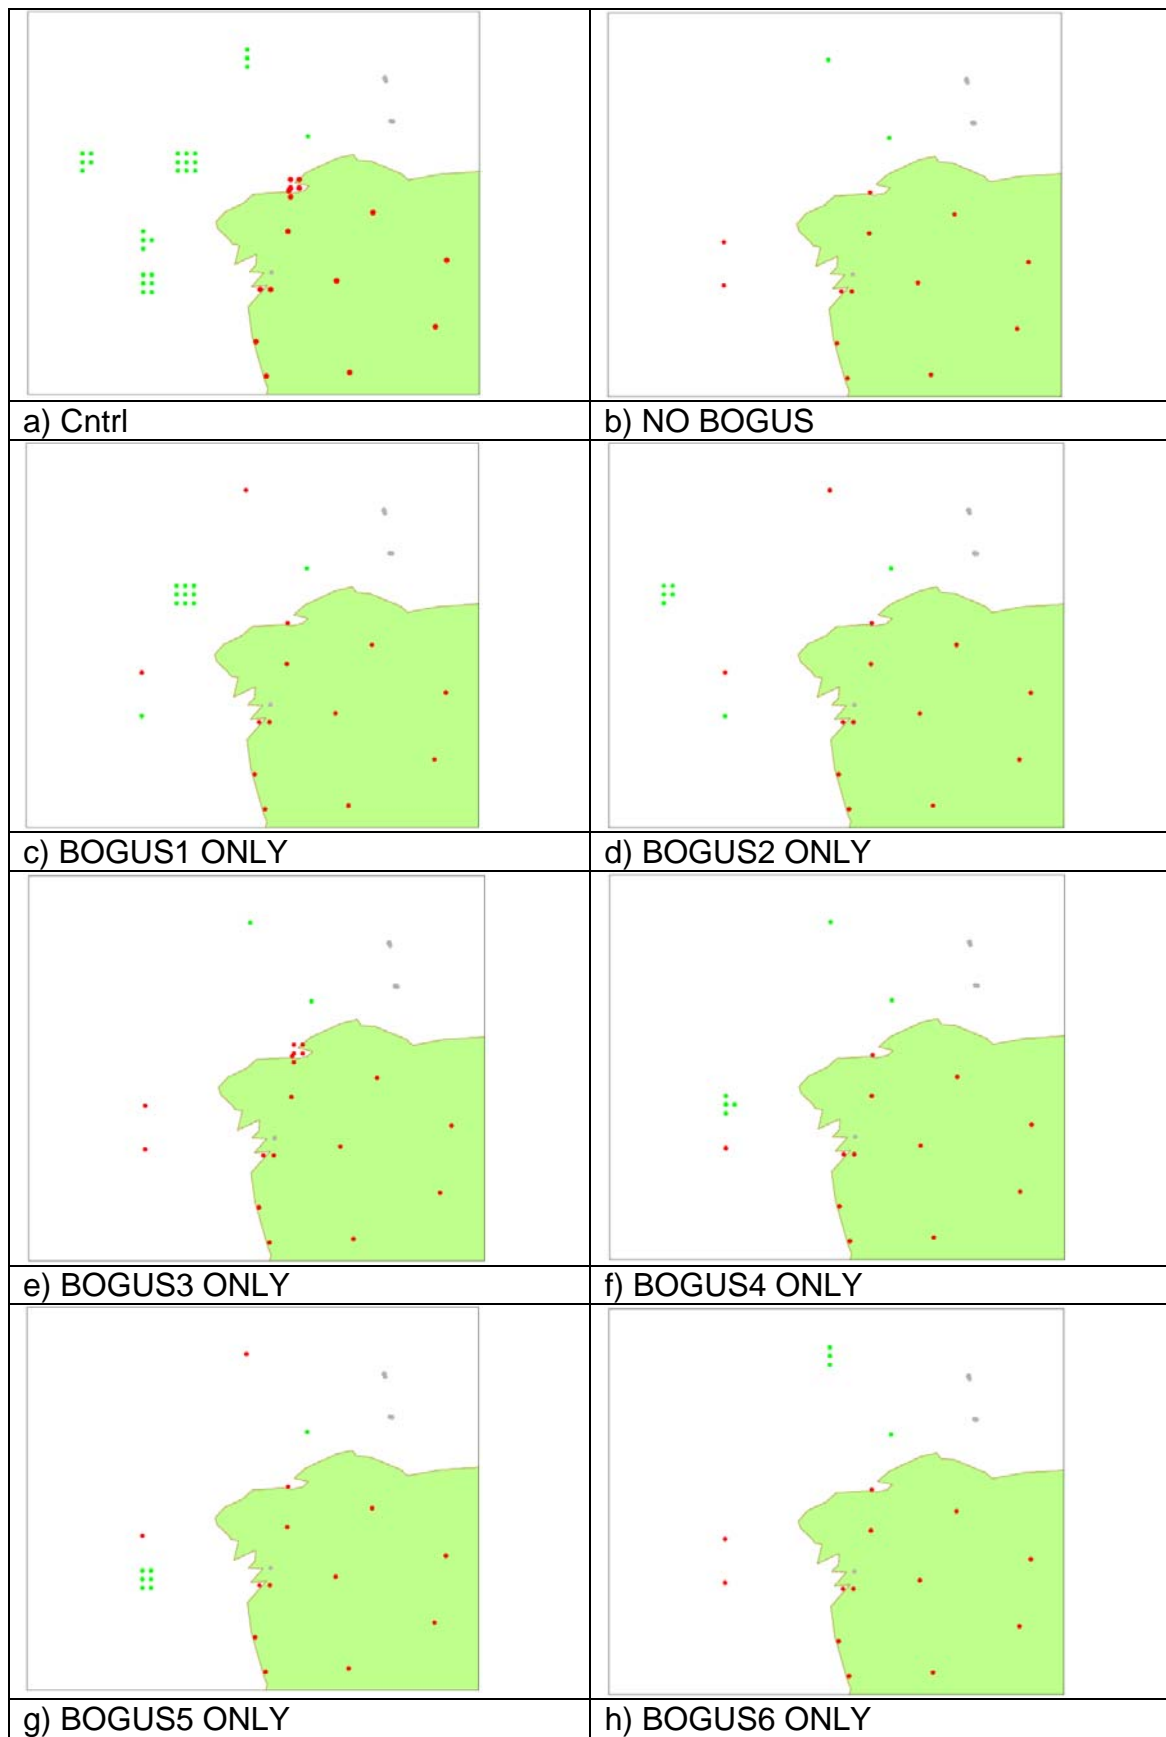 a) Cntrl
b) NO BOGUS
c) BOGUS1 ONLY
d) BOGUS2 ONLY
e) BOGUS3 ONLY
f) BOGUS4 ONLY
g) BOGUS5 ONLY
h) BOGUS6 ONLY